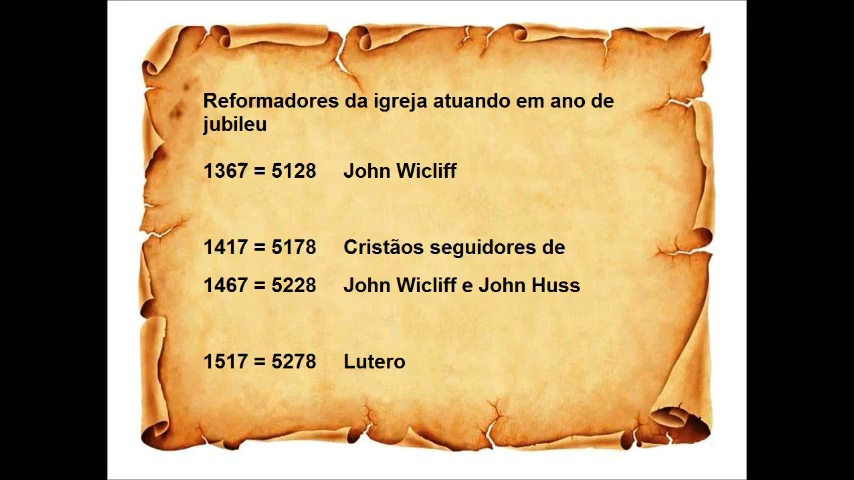 Reformadores da igreja atuando em ano de
jubileu
1367 = 5128 John Wicliff
1417 = 5178 Cristãos seguidores de
1467 = 5228 John Wicliff e John Huss
1517 = 5278 Lutero